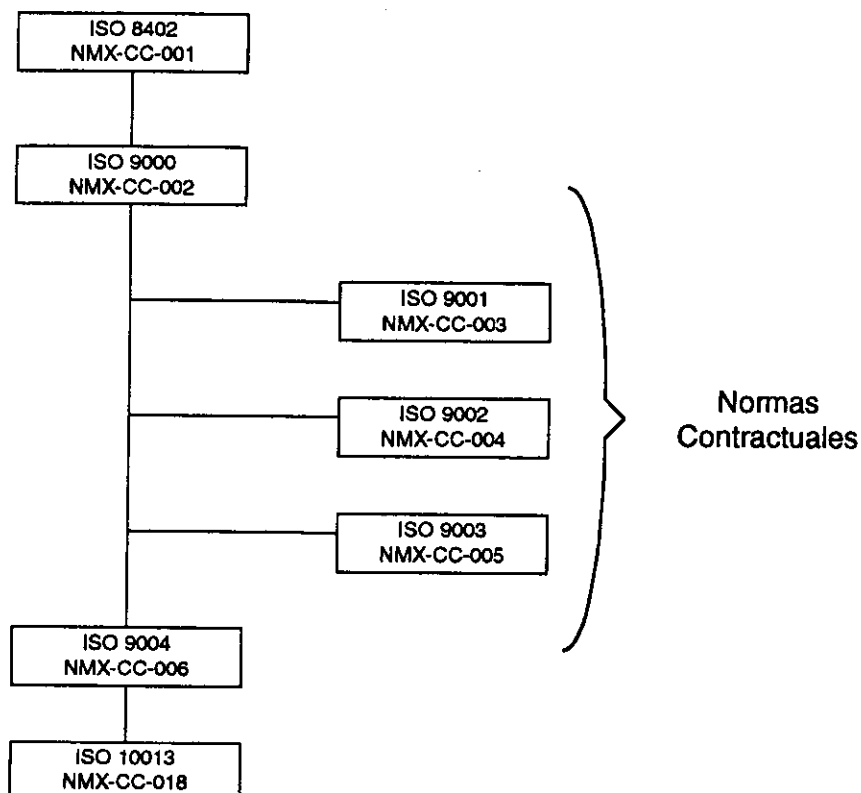 ISO 8402
NMX-CC-001
ISO 9000
NMX-CC-002
ISO 9001
NMX-CC-003
ISO 9002
NMX-CC-004
Normas
Contractuales
ISO 9003
NMX-CC-005
ISO 9004
NMX-CC-006
ISO 10013
NMX-CC-018